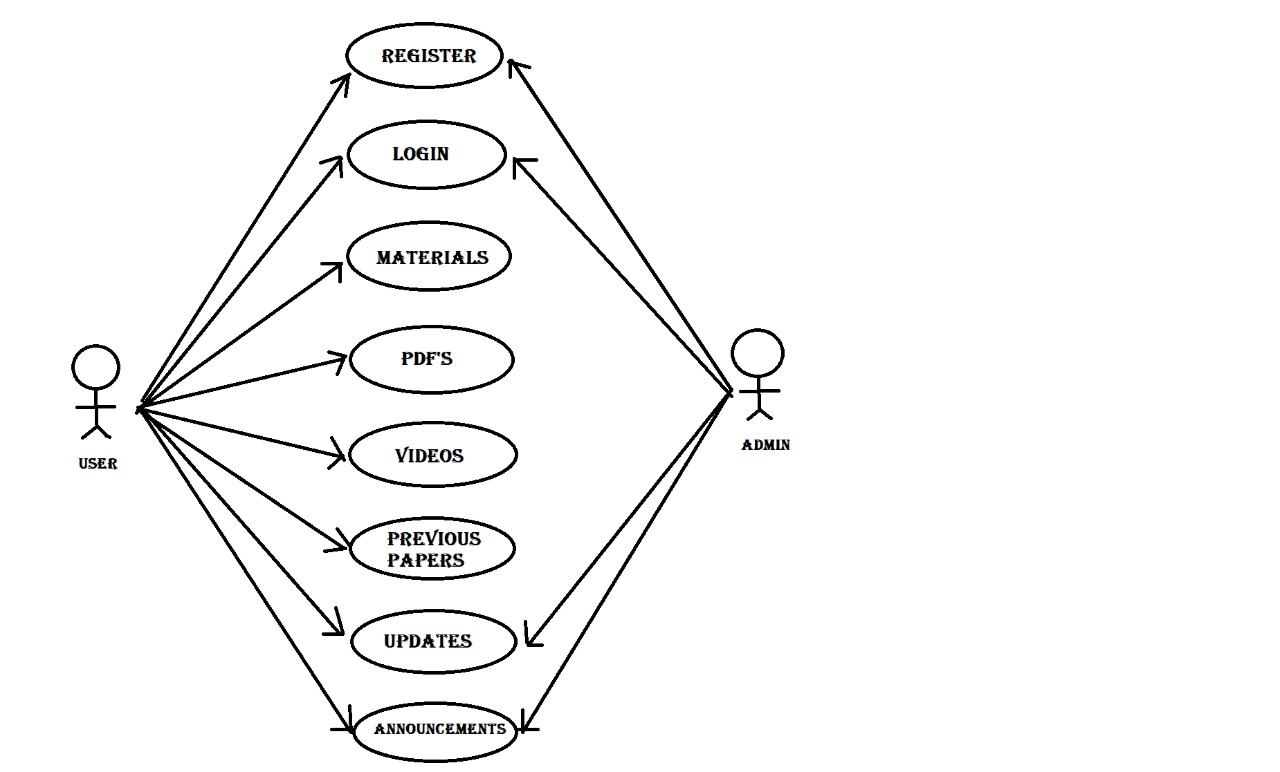 REGISTER
LOGIN
MATERIALS
PDF'S
VIDEOS
PREVIOUS
PAPERS
UPDATES
ANNOUNCEMENTS
USER
ADMIN